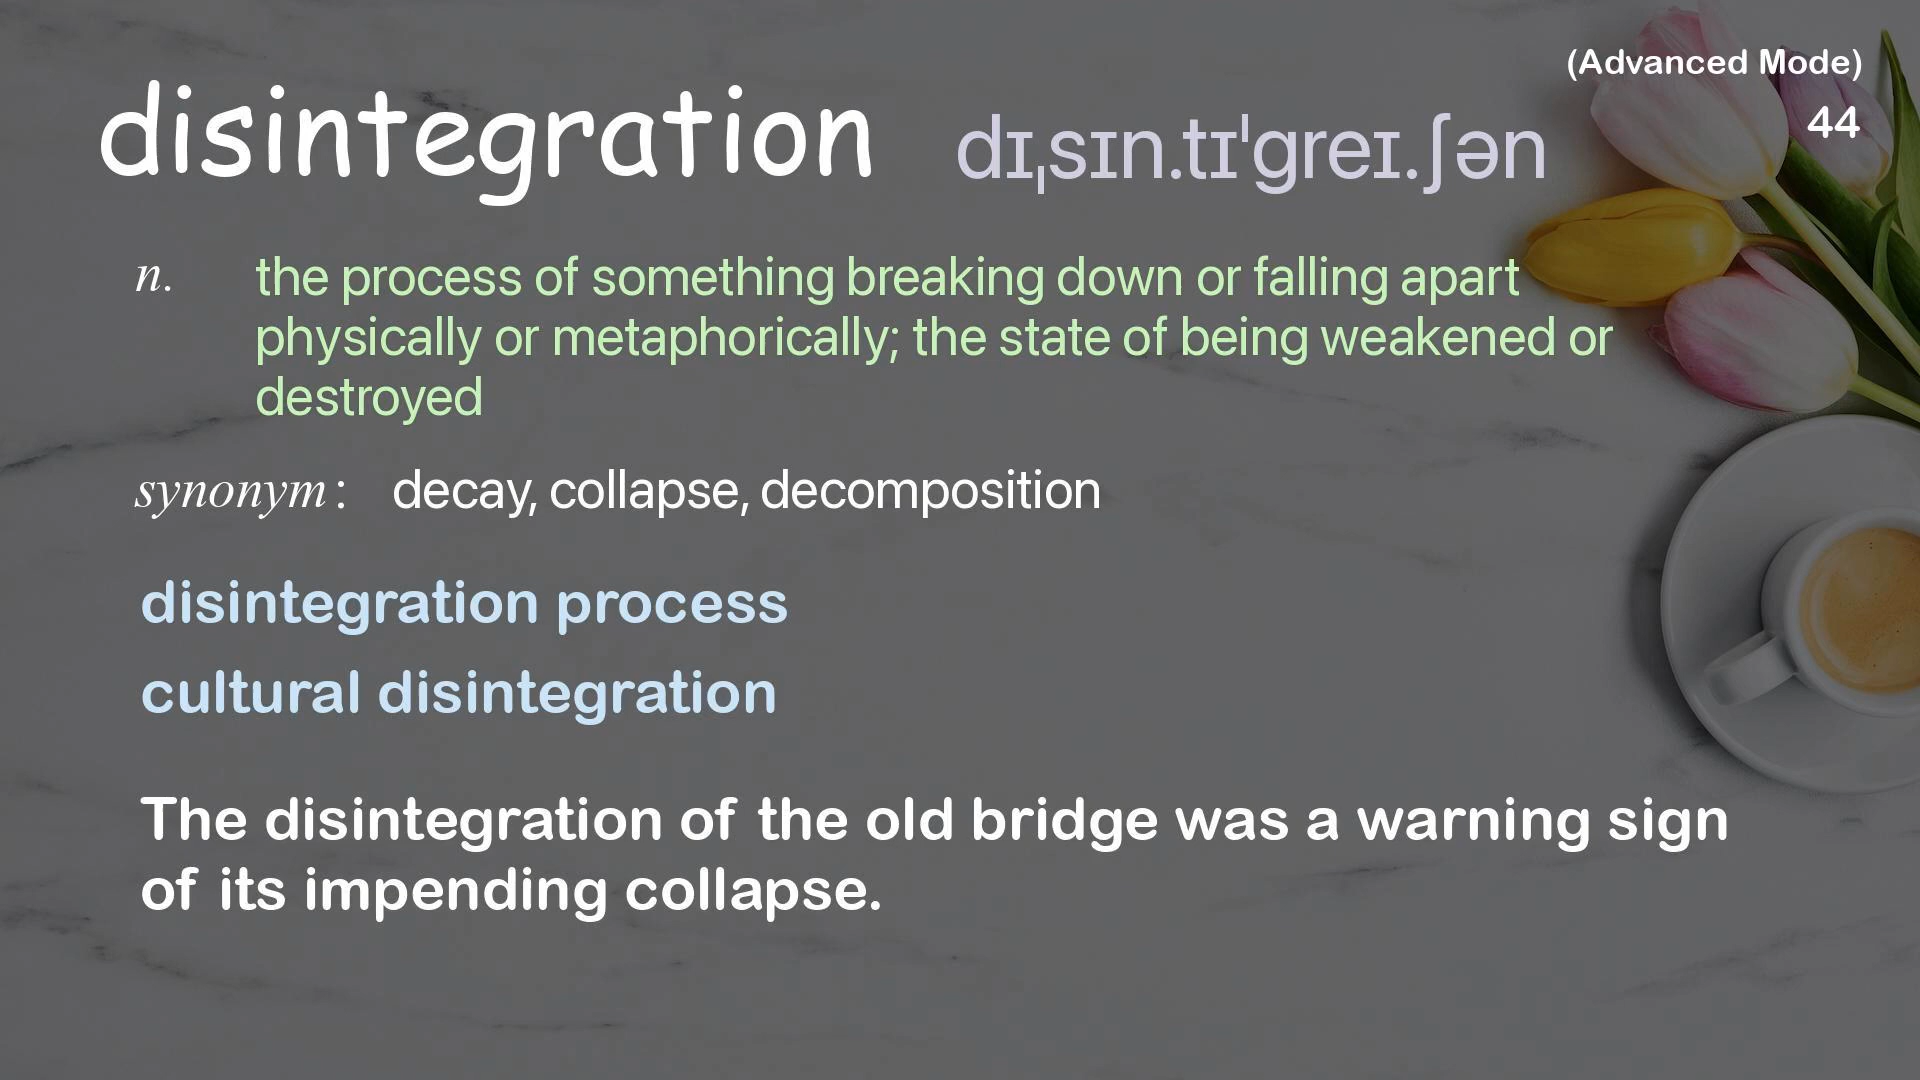 (Advanced Mode)
disintegration dɪˌsɪn.tɪˈgreɪ.ʃən
44
n. the process of something breaking down or falling apart
physically or metaphorically; the state of being weakened or
destroyed
synonym: decay, collapse, decomposition
disintegration process
cultural disintegration
The disintegration of the old bridge was a warning sign
of its impending collapse.